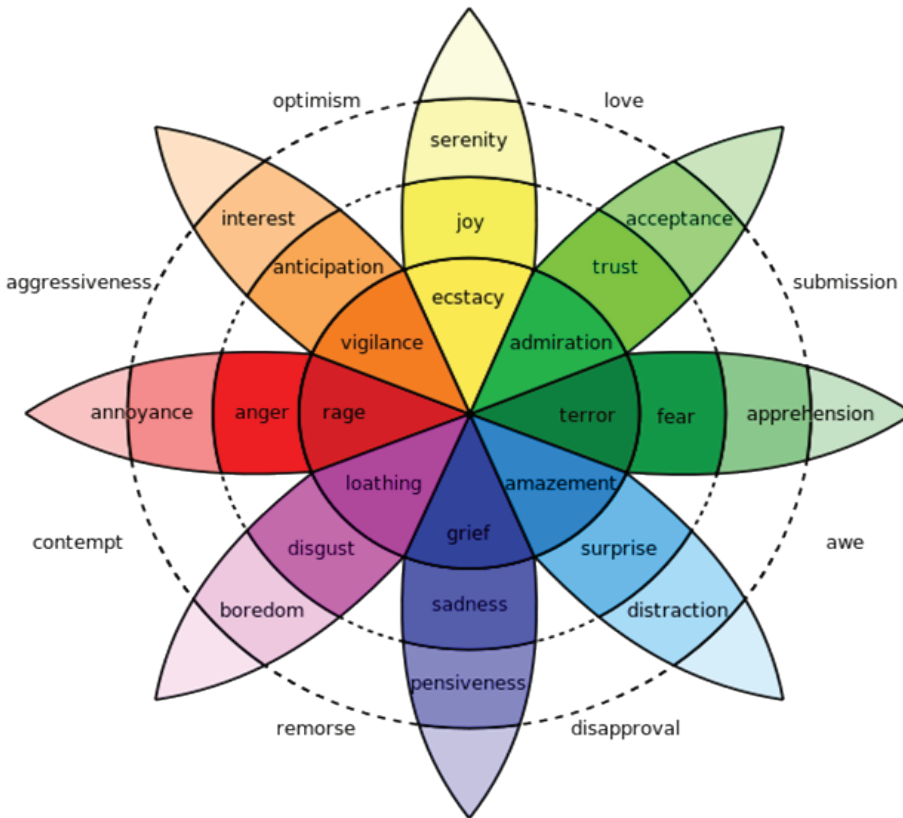 optimism
love
serenity
interest
joy
acceptance
anticipation
trust
aggressiveness
ecstacy
submission
vigilance
admiration
annoyance
anger
rage
terror
fear
apprehension
loathing
amazement
contempt
grief
awe
disgust
surprise
boredom
sadness
distraction
pensiveness
remorse
disapproval